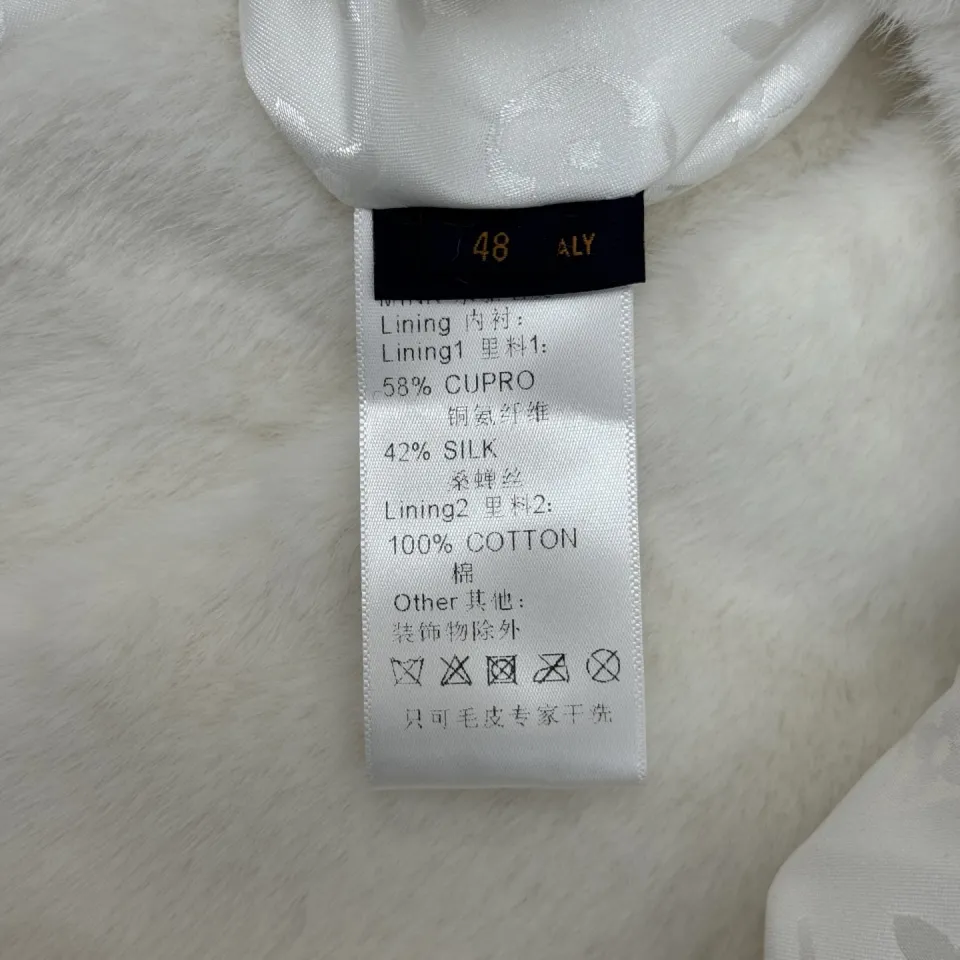 48 ALY
Lining 内衬:
Lining1 里料1:
58% CUPRO
铜氨纤维
42% SILK
桑蝉丝
Lining2 里料2:
100% COTTON
棉
Other 其他:
装饰物除外
只可毛皮专家干洗